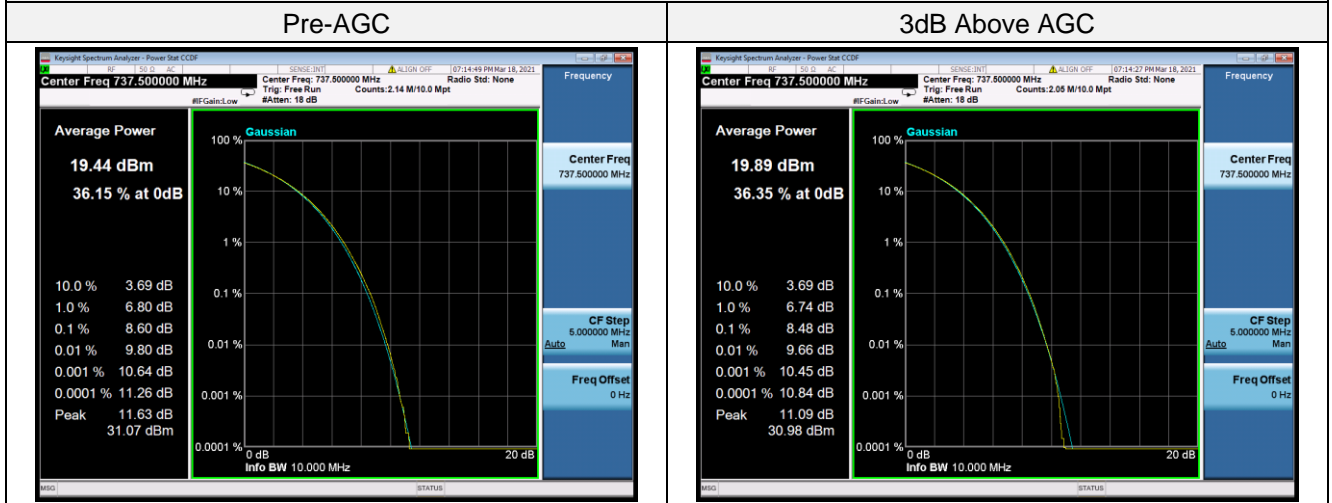 Pre-AGC
3dB Above AGC
Keysight Spectrum Analyzer - Power Stat CCDF
RF 50 Ω AC SENSE:INT ALIGN OFF 07:14:49 PM Mar 18, 2021
Center Freq 737.500000 MHz
Center Freq: 737.500000 MHz Radio Std: None
Trig: Free Run Counts:2.14 M/10.0 Mpt
#IFGain:Low #Atten: 18 dB
Frequency
Average Power
19.44 dBm
36.15 % at 0dB
10.0 % 3.69 dB
1.0 % 6.80 dB
0.1 % 8.60 dB
0.01 % 9.80 dB
0.001 % 10.64 dB
0.0001 % 11.26 dB
Peak 11.63 dB
31.07 dBm
Gaussian
100 %
10 %
1 %
0.1 %
0.01 %
0.001 %
0.0001 %
0 dB 20 dB
Info BW 10.000 MHz
Center Freq
737.500000 MHz
CF Step
5.000000 MHz
Auto Man
Freq Offset
0 Hz
MSG STATUS
Keysight Spectrum Analyzer - Power Stat CCDF
RF 50 Ω AC SENSE:INT ALIGN OFF 07:14:27 PM Mar 18, 2021
Center Freq 737.500000 MHz
Center Freq: 737.500000 MHz Radio Std: None
Trig: Free Run Counts:2.05 M/10.0 Mpt
#IFGain:Low #Atten: 18 dB
Frequency
Average Power
19.89 dBm
36.35 % at 0dB
10.0 % 3.69 dB
1.0 % 6.74 dB
0.1 % 8.48 dB
0.01 % 9.66 dB
0.001 % 10.45 dB
0.0001 % 10.84 dB
Peak 11.09 dB
30.98 dBm
Gaussian
100 %
10 %
1 %
0.1 %
0.01 %
0.001 %
0.0001 %
0 dB 20 dB
Info BW 10.000 MHz
Center Freq
737.500000 MHz
CF Step
5.000000 MHz
Auto Man
Freq Offset
0 Hz
MSG STATUS